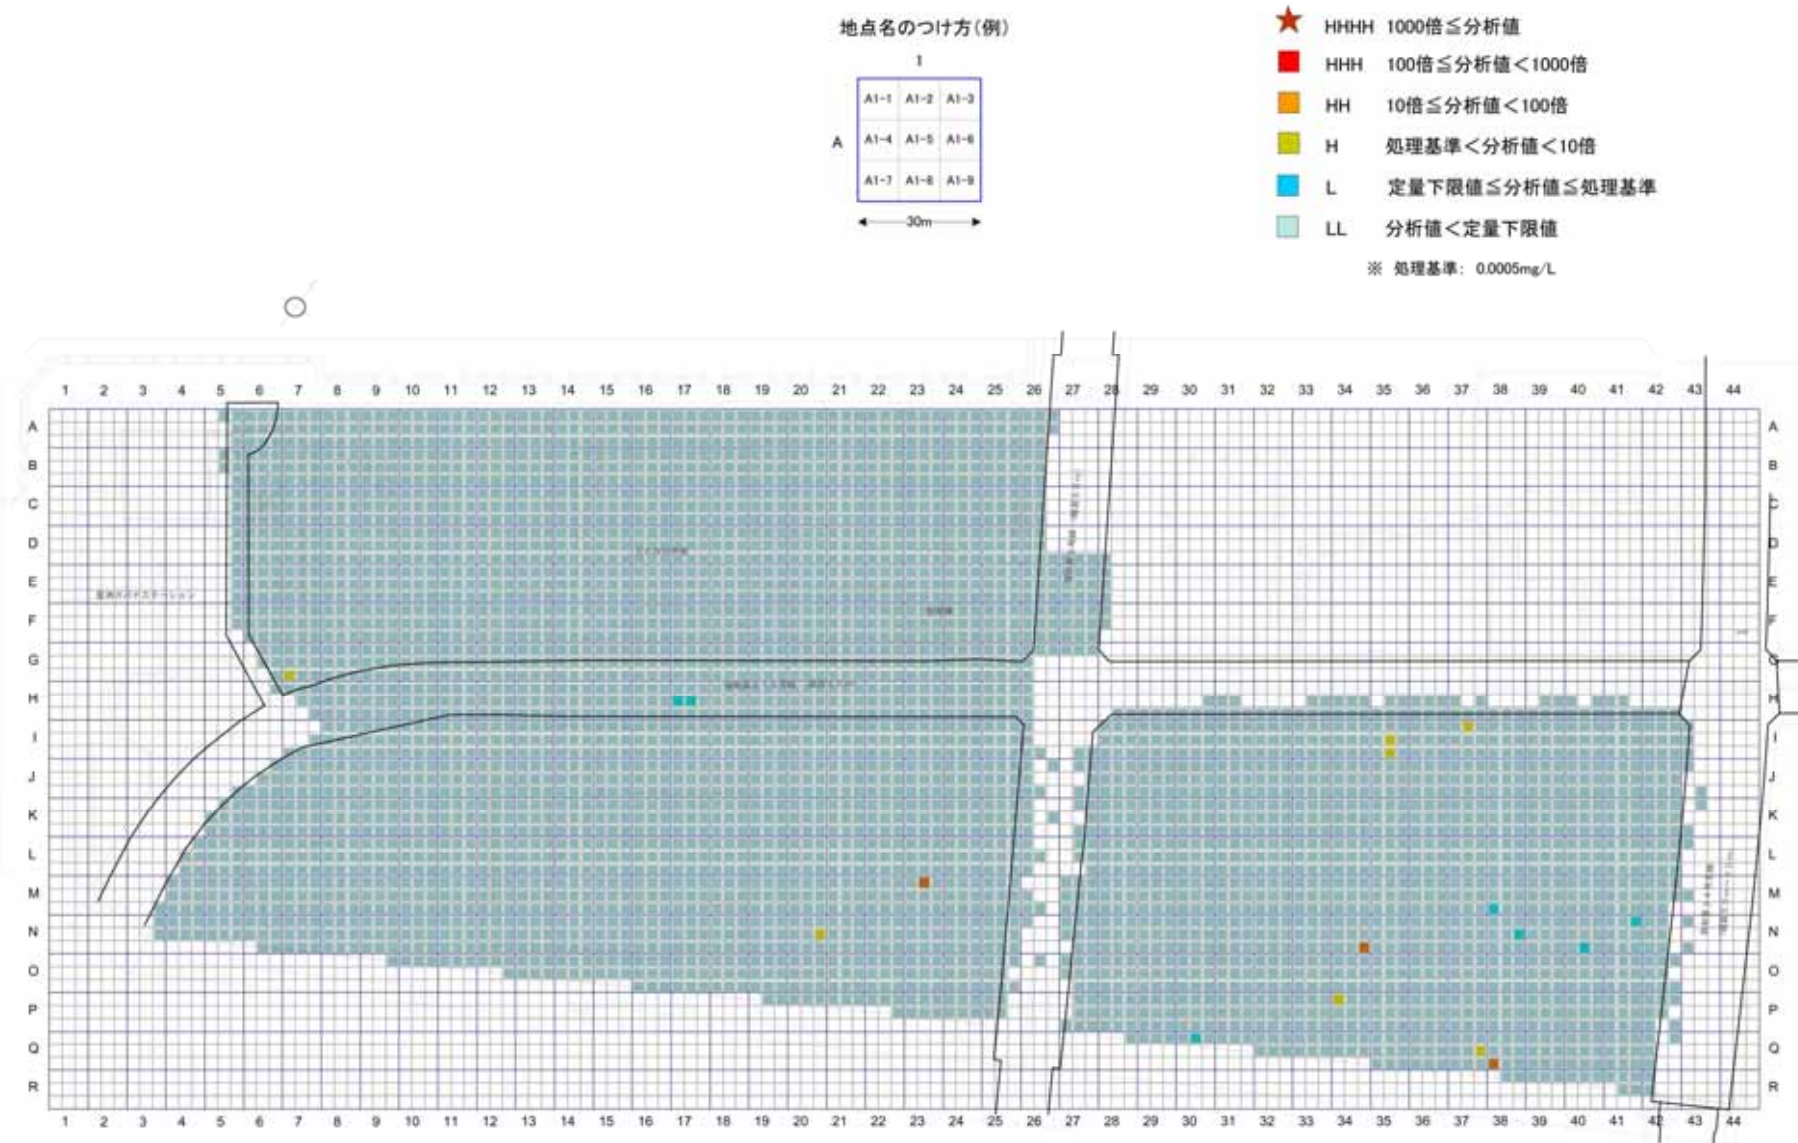 地点名のつけ方(例)
1
A1-1 A1-2 A1-3
A
A1-4 A1-5 A1-6
A1-7 A1-8 A1-9
30m
HHHH 1000倍≦分析値
HHH 100倍≦分析値<1000倍
HH 10倍≦分析値<100倍
H 処理基準<分析値<10倍
L 定量下限値≦分析値≦処理基準
LL 分析値<定量下限値
※ 処理基準: 0.0005mg/L
1 2 3 4 5 6 7 8 9 10 11 12 13 14 15 16 17 18 19 20 21 22 23 24 25 26 27 28 29 30 31 32 33 34 35 36 37 38 39 40 41 42 43 44
A A
B B
C C
D D
E E
F F
G G
H H
I I
J J
K K
L L
M M
N N
O O
P P
Q Q
R R
1 2 3 4 5 6 7 8 9 10 11 12 13 14 15 16 17 18 19 20 21 22 23 24 25 26 27 28 29 30 31 32 33 34 35 36 37 38 39 40 41 42 43 44